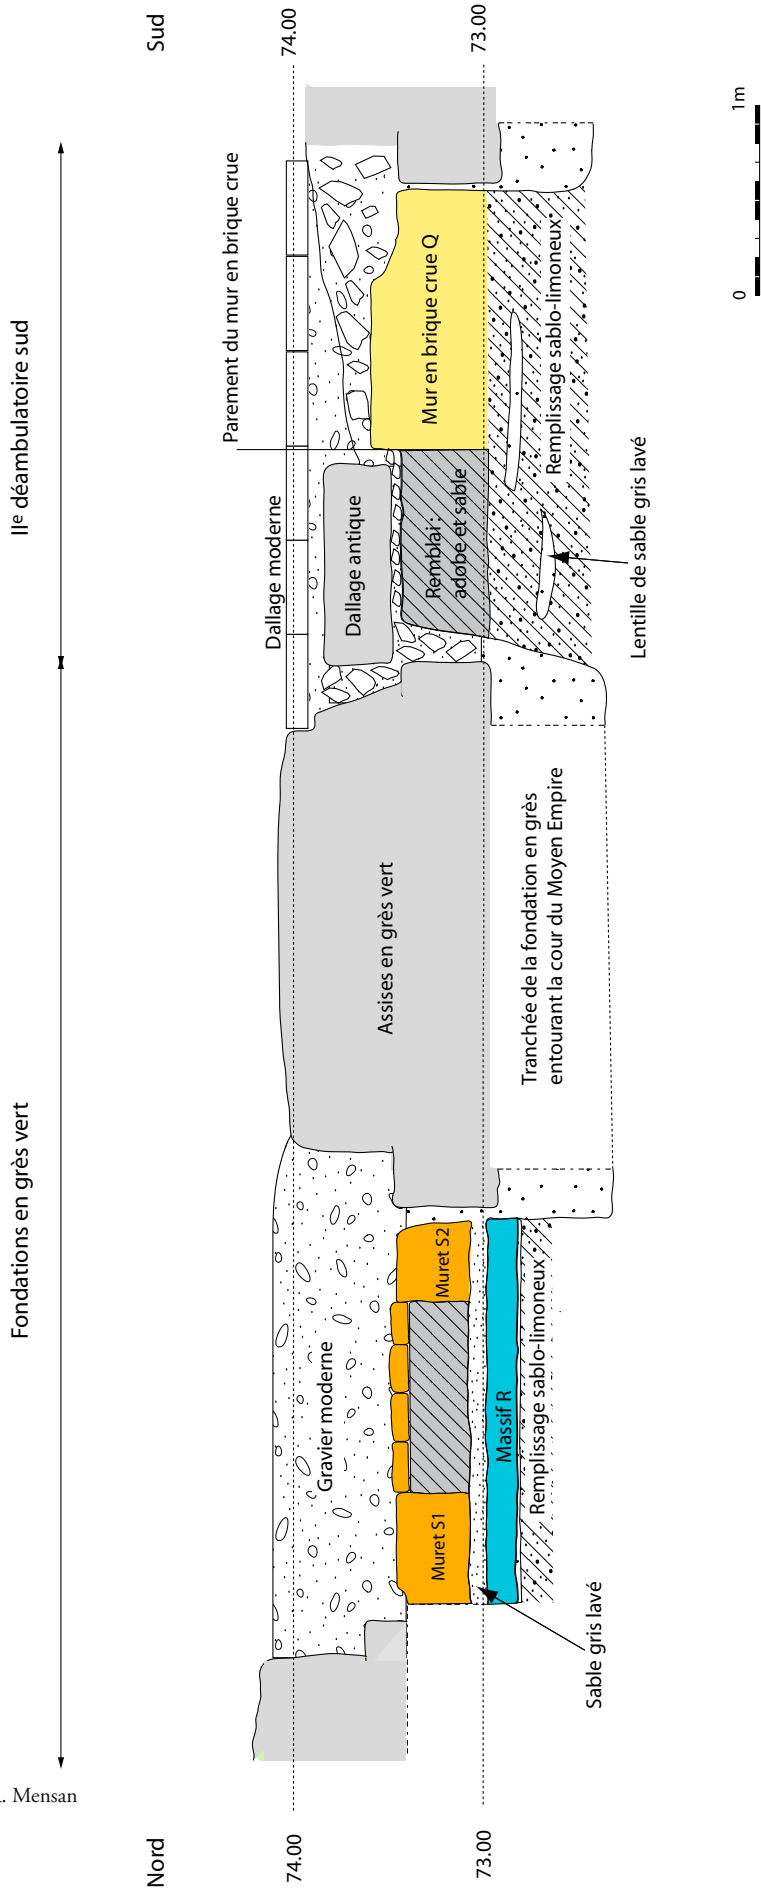 Nord
Sud
Fondations en grès vert
IIe déambulatoire sud
74.00
74.00
73.00
73.00
Parement du mur en brique crue
Dallage moderne
Dallage antique
Mur en brique crue Q
Remblai :
adobe et sable
Remplissage sablo-limoneux
Lentille de sable gris lavé
Assises en grès vert
Tranchée de la fondation en grès
entourant la cour du Moyen Empire
Gravier moderne
Muret S1
Muret S2
Massif R
Remplissage sablo-limoneux
Sable gris lavé
0
1m
. Mensan